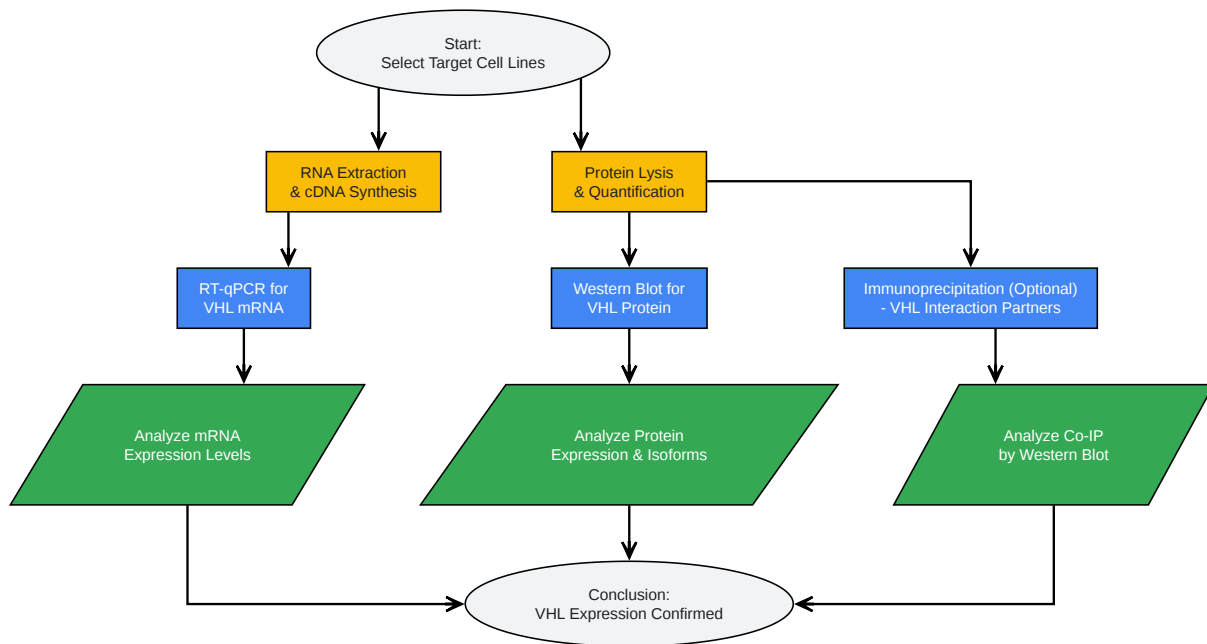 Start:
Select Target Cell Lines
RNA Extraction
& cDNA Synthesis
Protein Lysis
& Quantification
RT-qPCR for
VHL mRNA
Western Blot for
VHL Protein
Immunoprecipitation (Optional)
- VHL Interaction Partners
Analyze mRNA
Expression Levels
Analyze Protein
Expression & Isoforms
Analyze Co-IP
by Western Blot
Conclusion:
VHL Expression Confirmed